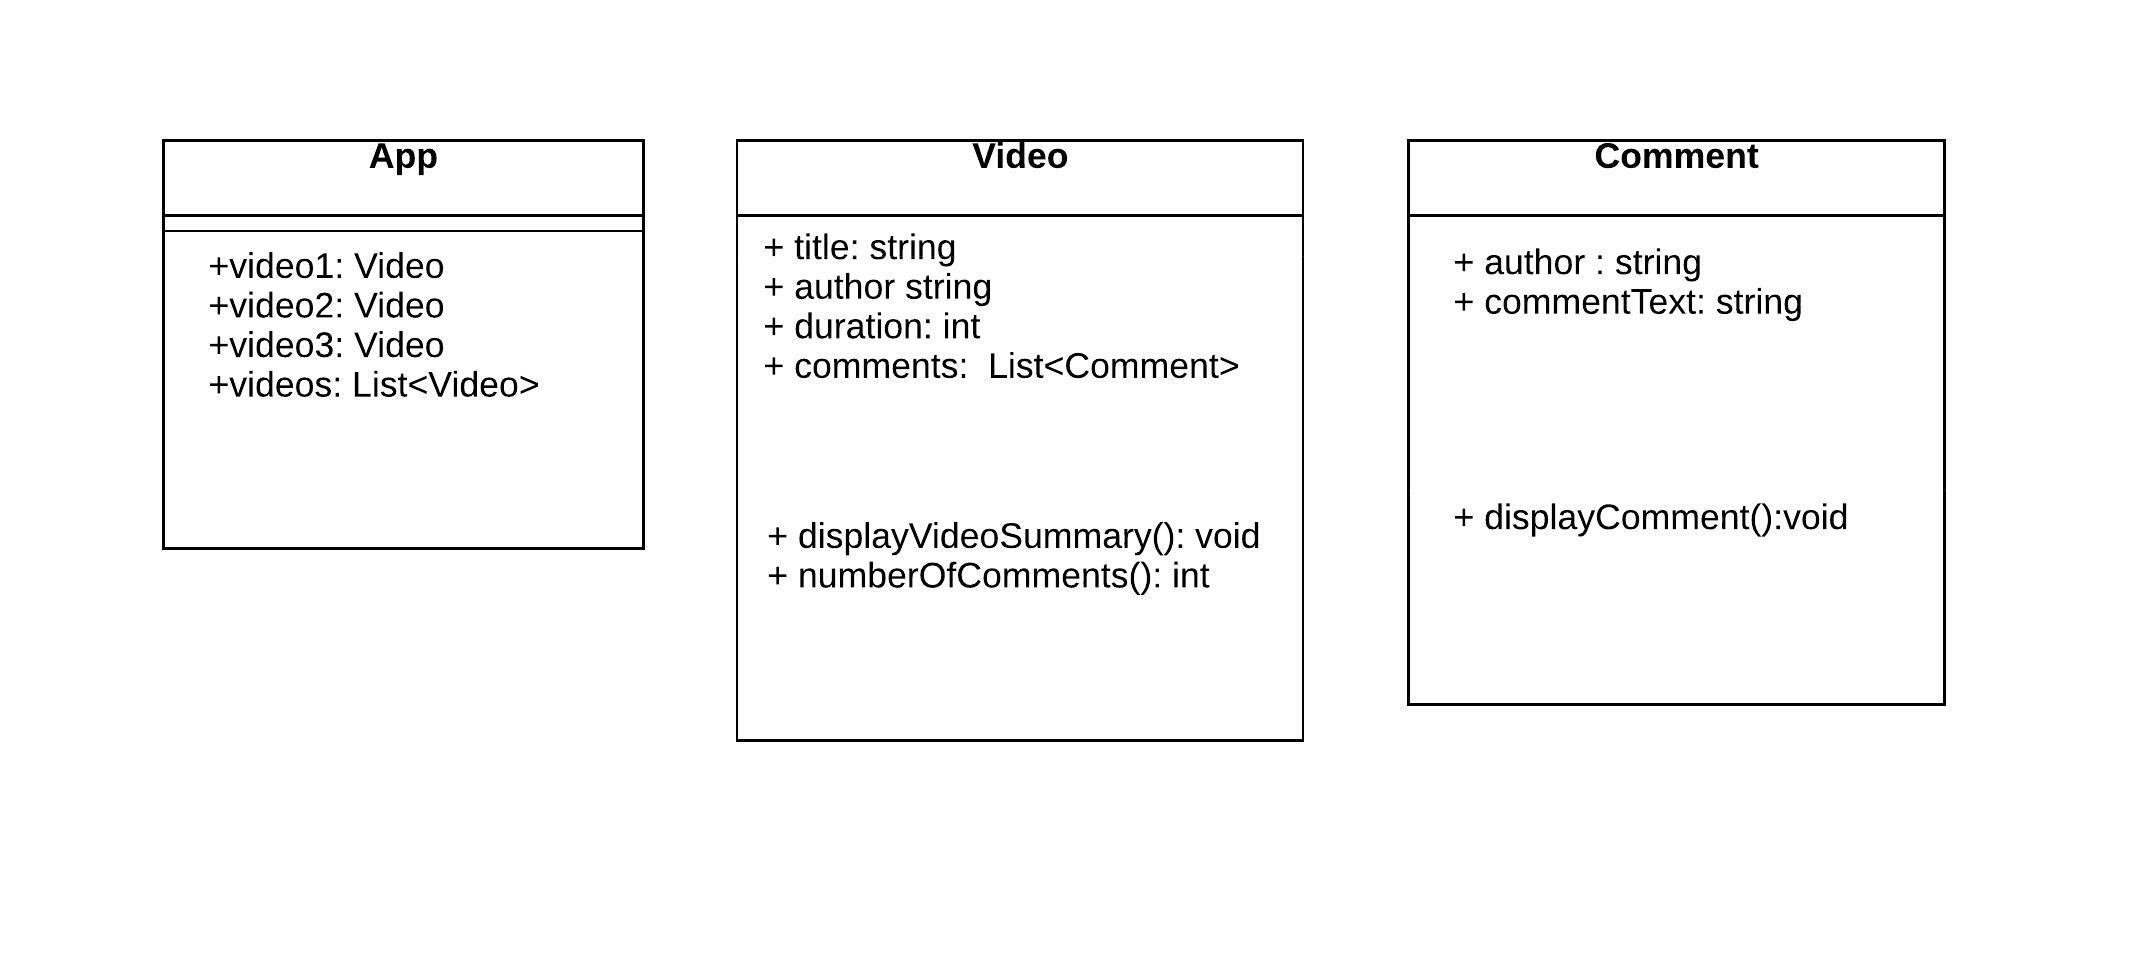 App
+video1: Video
+video2: Video
+video3: Video
+videos: List<Video>
Video
+ title: string
+ author string
+ duration: int
+ comments:  List<Comment>
+ displayVideoSummary(): void
+ numberOfComments(): int
Comment
+ author : string
+ commentText: string
+ displayComment():void